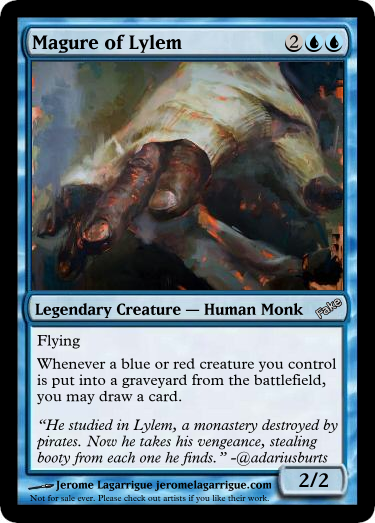 Magure of Lylem 2
Legendary Creature — Human Monk Fake
Flying
Whenever a blue or red creature you control
is put into a graveyard from the battlefield,
you may draw a card.
“He studied in Lylem, a monastery destroyed by
pirates. Now he takes his vengeance, stealing
booty from each one he finds.” -@adariusburts
2/2
Jerome Lagarrigue jeromelagarrigue.com
Not for sale ever. Please check out artists if you like their work.